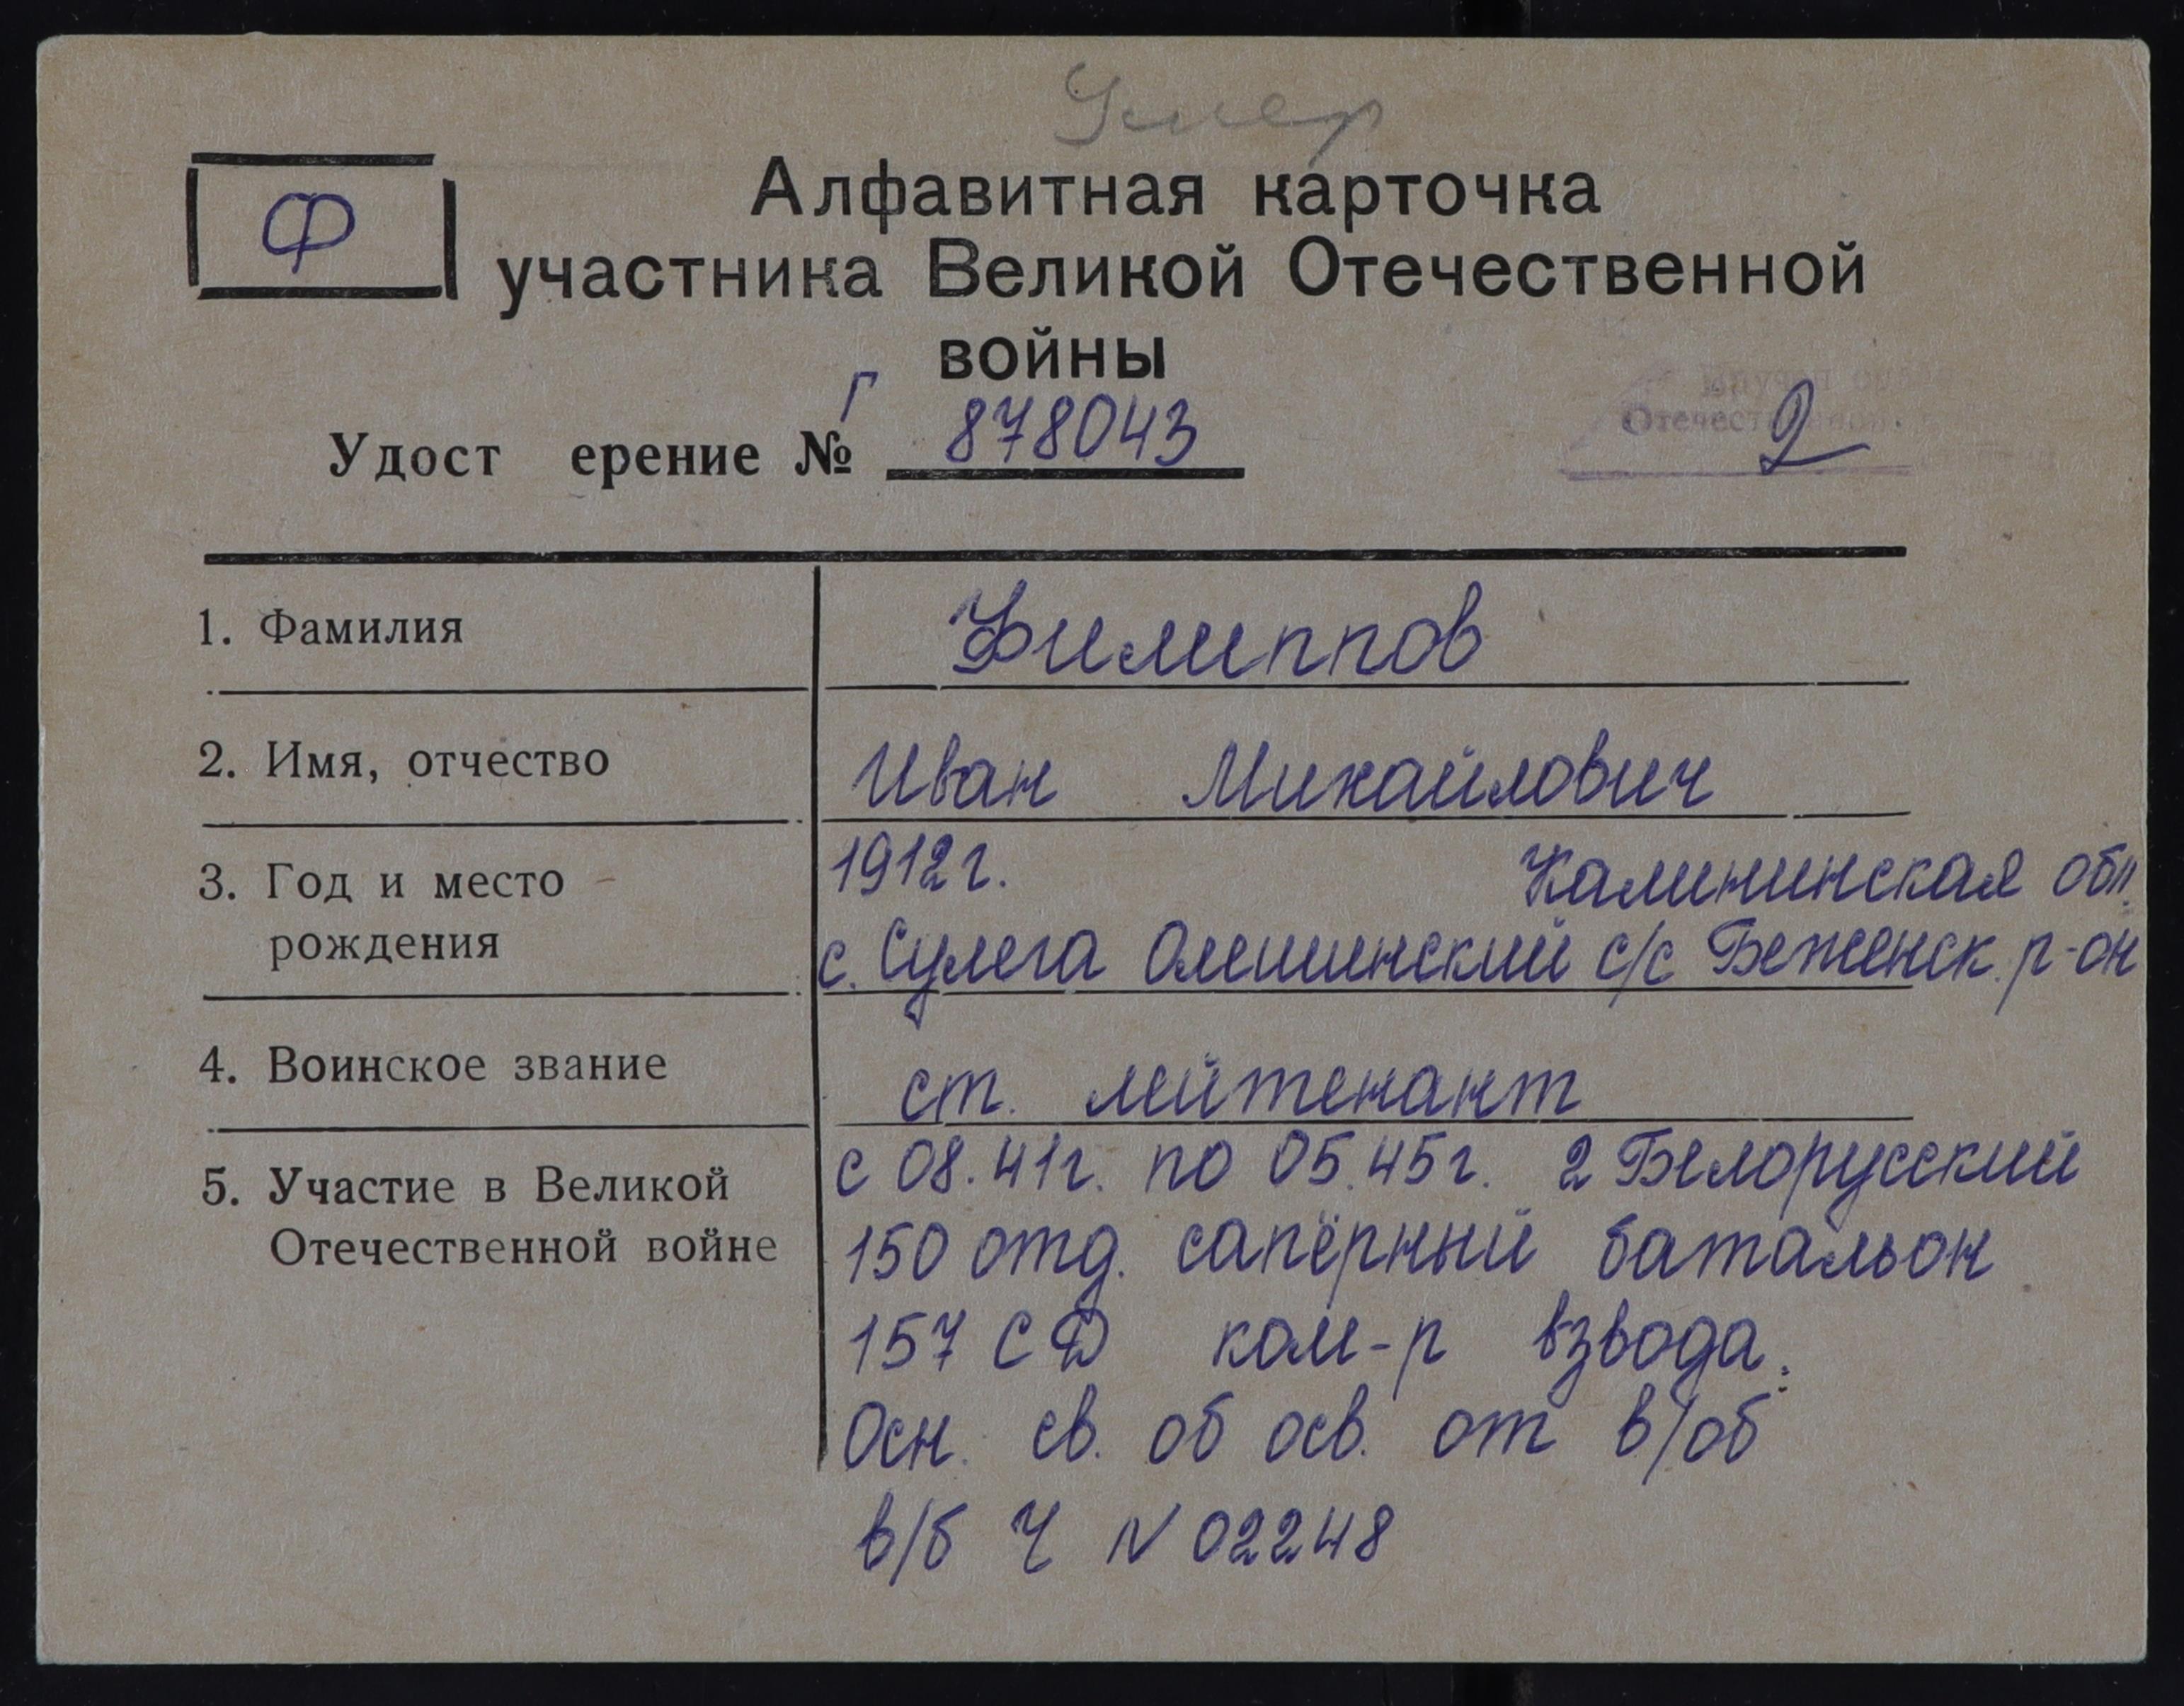 Умер
Ф
Алфавитная карточка
участника Великой Отечественной
войны
Удост ерение № Г 878043
Отечест
2
1. Фамилия Филиппов
2. Имя, отчество Иван Михайлович
3. Год и место 1912г. Калининская обл.
рождения с. Сулега Олешинский с/с Беженск. р-он
4. Воинское звание ст. лейтенант
5. Участие в Великой с 08.41г. по 05.45г. 2 Белорусский
Отечественной войне 150 отд. сапёрный батальон
157 СД ком-р взвода.
Осн. св. об осв. от в/об
в/б Ч N 02248